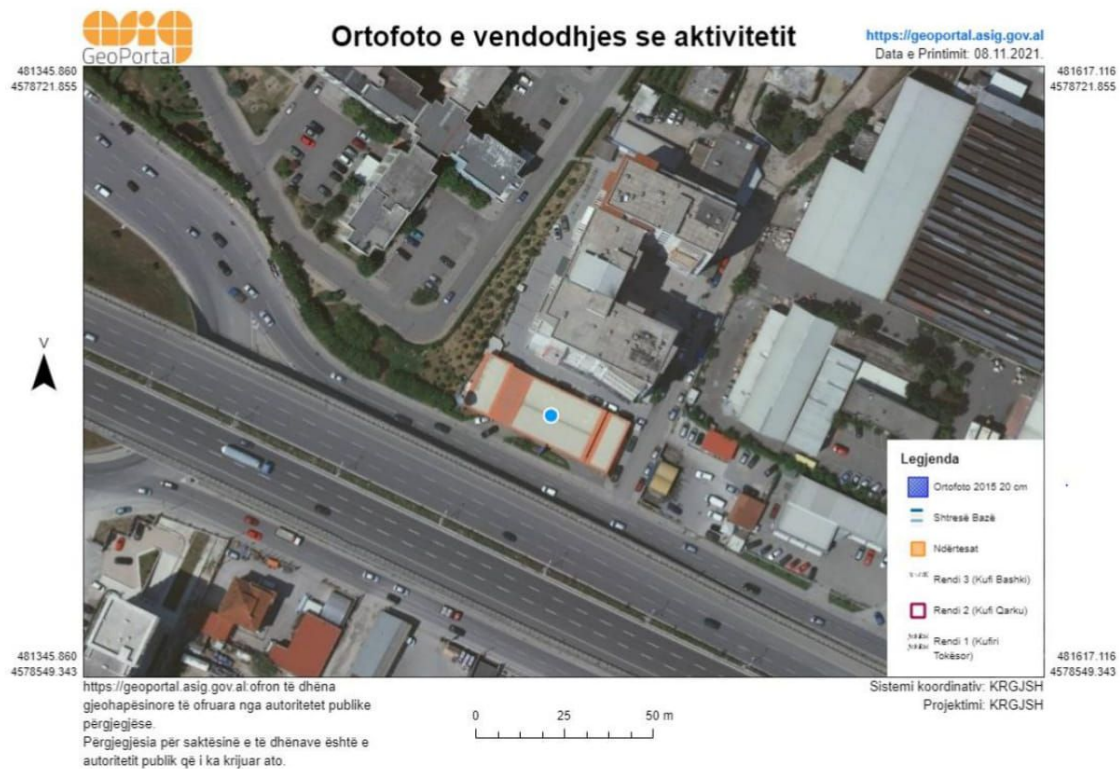 asig
GeoPortal
Ortofoto e vendodhjes se aktivitetit
https://geoportal.asig.gov.al
Data e Printimit: 08.11.2021.
481345.860
4578721.855
481617.116
4578721.855
V
Legjenda
Ortofoto 2015 20 cm
Shtresë Bazë
Ndërtesat
Rendi 3 (Kufi Bashki)
Rendi 2 (Kufi Qarku)
Rendi 1 (Kufiri
Tokësor)
481345.860
4578549.343
481617.116
4578549.343
https://geoportal.asig.gov.al:ofron të dhëna
gjeohapësinore të ofruara nga autoritetet publike
përgjegjëse.
Përgjegjësia për saktësinë e të dhënave është e
autoritetit publik që i ka krijuar ato.
0 25 50 m
Sistemi koordinativ: KRGJSH
Projektimi: KRGJSH